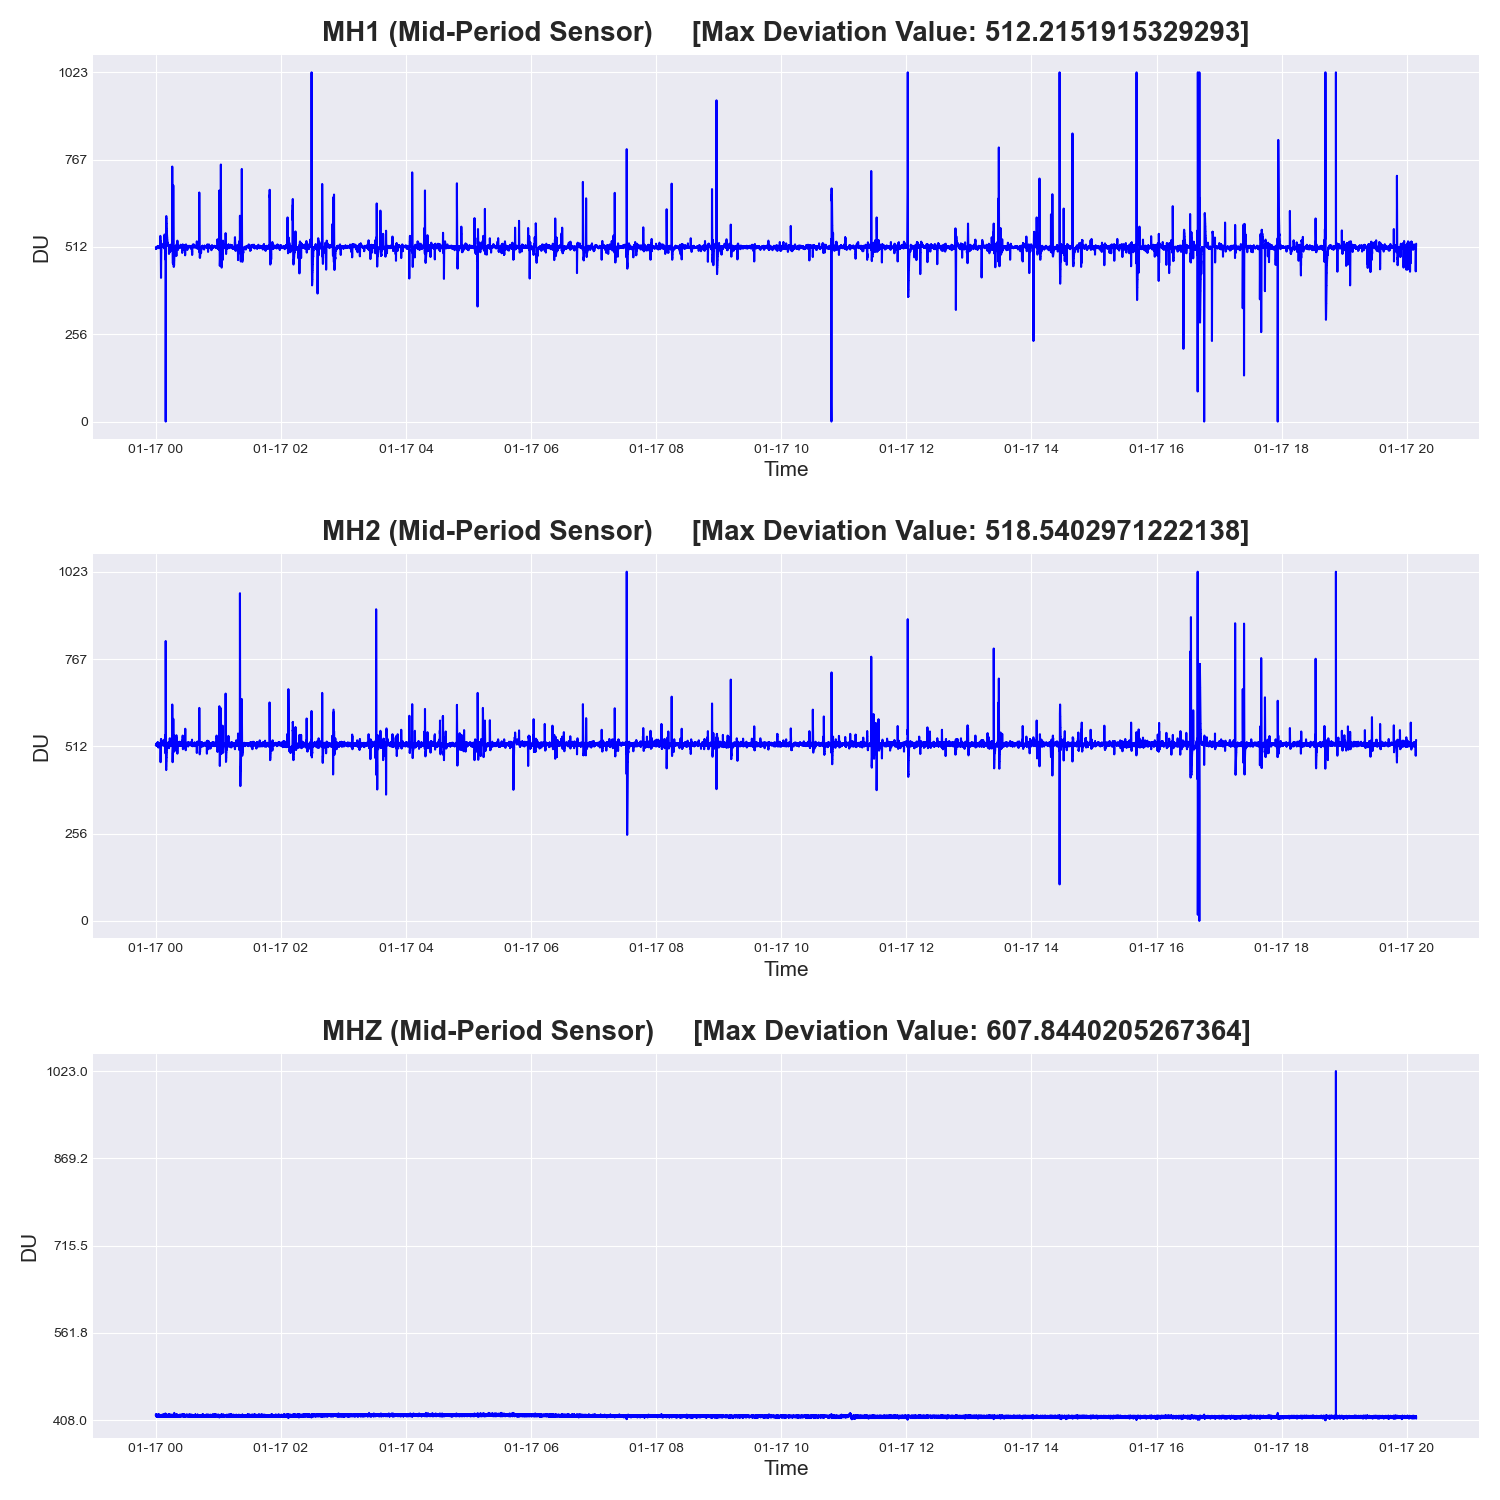 MH1 (Mid-Period Sensor) [Max Deviation Value: 512.2151915329293]
1023
767
512
256
0
DU
01-17 00 01-17 02 01-17 04 01-17 06 01-17 08 01-17 10 01-17 12 01-17 14 01-17 16 01-17 18 01-17 20
Time
MH2 (Mid-Period Sensor) [Max Deviation Value: 518.5402971222138]
1023
767
512
256
0
DU
01-17 00 01-17 02 01-17 04 01-17 06 01-17 08 01-17 10 01-17 12 01-17 14 01-17 16 01-17 18 01-17 20
Time
MHZ (Mid-Period Sensor) [Max Deviation Value: 607.8440205267364]
1023.0
869.2
715.5
561.8
408.0
DU
01-17 00 01-17 02 01-17 04 01-17 06 01-17 08 01-17 10 01-17 12 01-17 14 01-17 16 01-17 18 01-17 20
Time